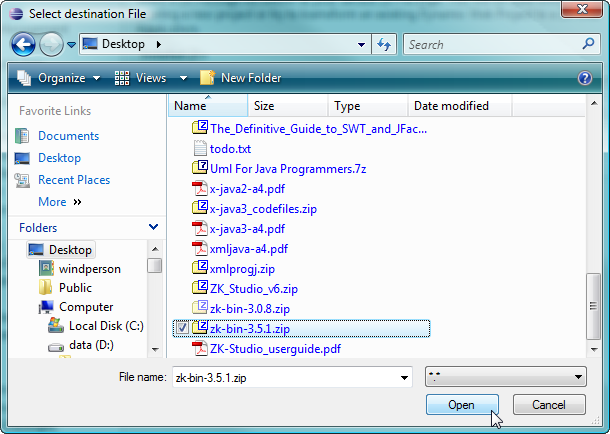 Select destination File
Desktop
Search
Organize
Views
New Folder
?
Favorite Links
Documents
Desktop
Recent Places
More »
Folders
Desktop
windperson
Public
Computer
Local Disk (C:)
data (D:)
Name
Size
Type
Date modified
The_Definitive_Guide_to_SWT_and_JFac...
todo.txt
Uml For Java Programmers.7z
x-java2-a4.pdf
x-java3_codefiles.zip
x-java3-a4.pdf
xmljava-a4.pdf
xmlprogj.zip
ZK_Studio_v6.zip
zk-bin-3.0.8.zip
zk-bin-3.5.1.zip
ZK-Studio_userguide.pdf
File name:
zk-bin-3.5.1.zip
*.*
Open
Cancel